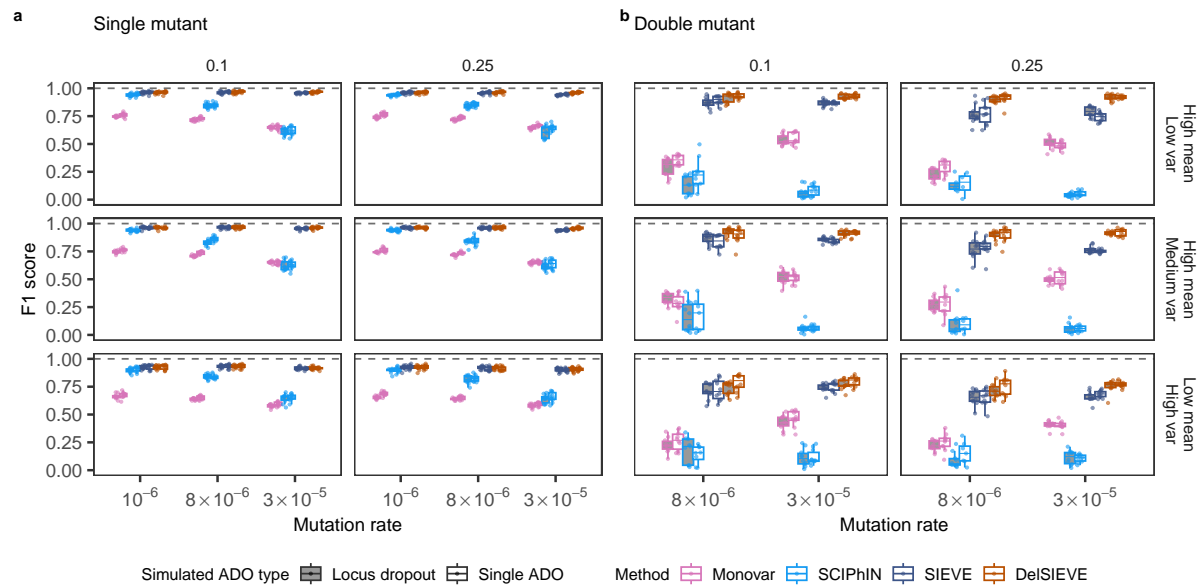 a
Single mutant
b
Double mutant
0.1
0.25
0.1
0.25
F1 score
1.00
0.75
0.50
0.25
0.00
1.00
0.75
0.50
0.25
0.00
1.00
0.75
0.50
0.25
0.00
High mean
Low var
High mean
Medium var
Low mean
High var
10⁻⁶
8 × 10⁻⁶
3 × 10⁻⁵
10⁻⁶
8 × 10⁻⁶
3 × 10⁻⁵
8 × 10⁻⁶
3 × 10⁻⁵
8 × 10⁻⁶
3 × 10⁻⁵
Mutation rate
Mutation rate
Simulated ADO type Locus dropout Single ADO Method Monovar SCIPhIN SIEVE DelSIEVE